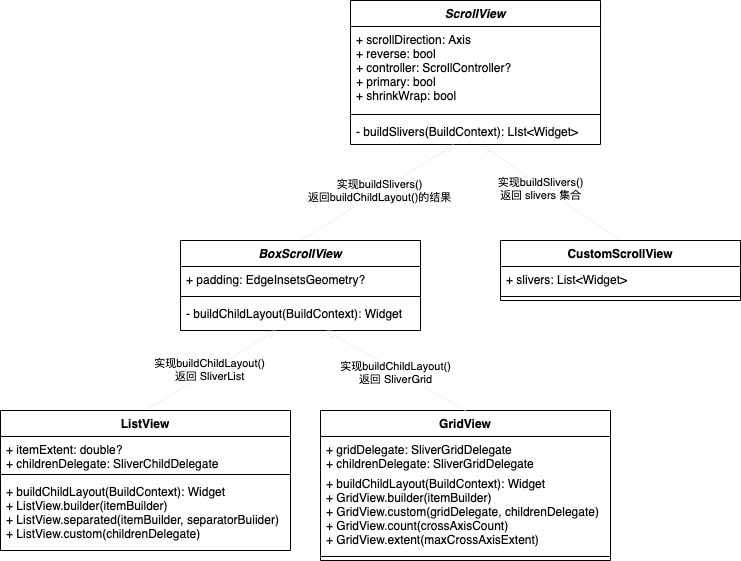 ScrollView
+ scrollDirection: Axis
+ reverse: bool
+ controller: ScrollController?
+ primary: bool
+ shrinkWrap: bool
- buildSlivers(BuildContext): LIst<Widget>
实现buildSlivers()
返回buildChildLayout()的结果
实现buildSlivers()
返回 slivers 集合
BoxScrollView
+ padding: EdgeInsetsGeometry?
- buildChildLayout(BuildContext): Widget
CustomScrollView
+ slivers: List<Widget>
实现buildChildLayout()
返回 SliverList
实现buildChildLayout()
返回 SliverGrid
ListView
+ itemExtent: double?
+ childrenDelegate: SliverChildDelegate
+ buildChildLayout(BuildContext): Widget
+ ListView.builder(itemBuilder)
+ ListView.separated(itemBuilder, separatorBuiider)
+ ListView.custom(childrenDelegate)
GridView
+ gridDelegate: SliverGridDelegate
+ childrenDelegate: SliverGridDelegate
+ buildChildLayout(BuildContext): Widget
+ GridView.builder(itemBuilder)
+ GridView.custom(gridDelegate, childrenDelegate)
+ GridView.count(crossAxisCount)
+ GridView.extent(maxCrossAxisExtent)